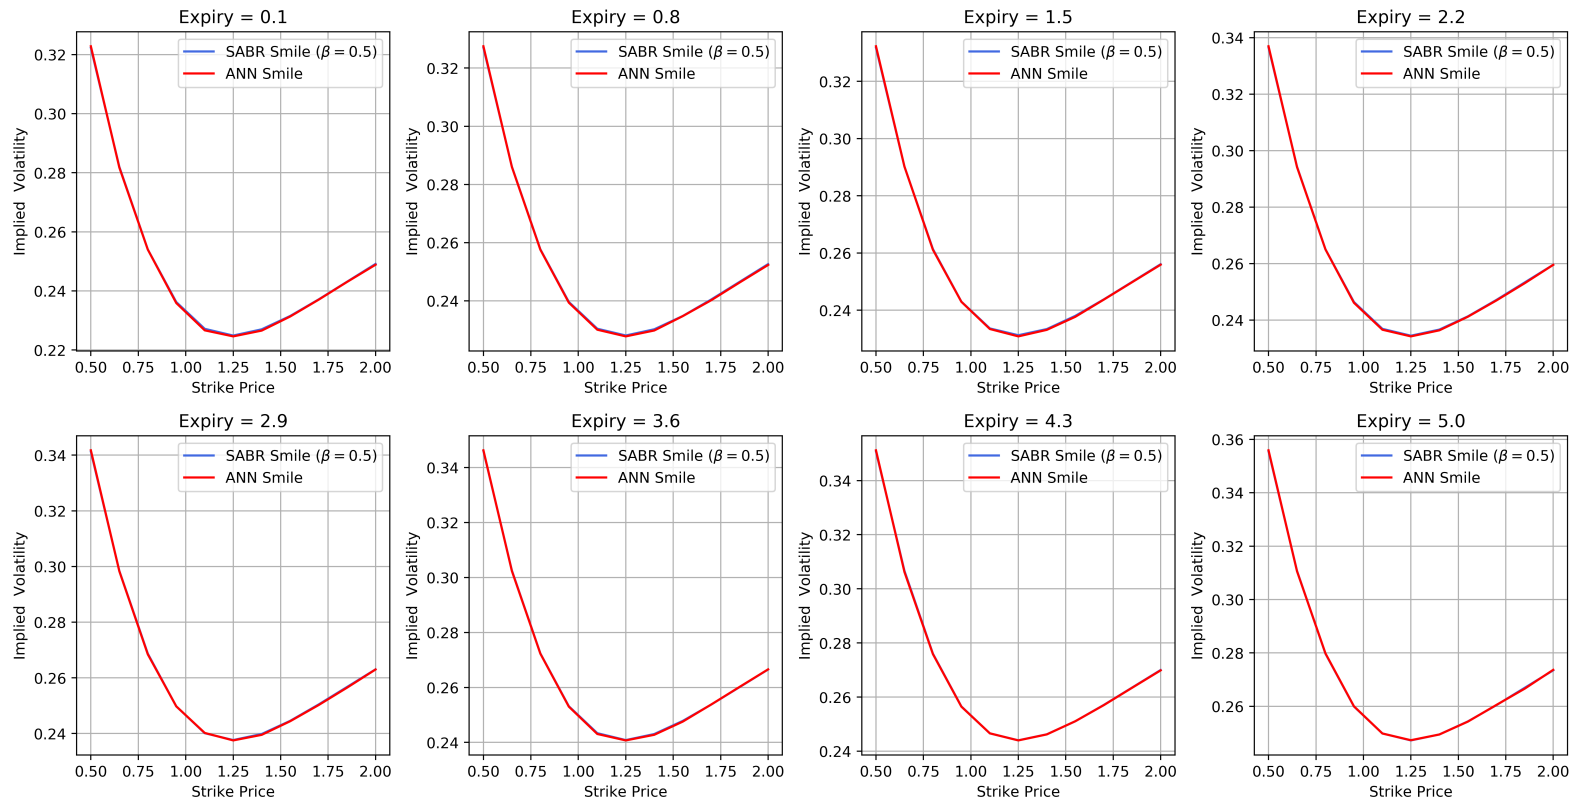 Expiry = 0.1
0.32
0.30
0.28
0.26
0.24
0.22
Implied Volatility
SABR Smile (β = 0.5)
ANN Smile
0.50 0.75 1.00 1.25 1.50 1.75 2.00
Strike Price
Expiry = 0.8
0.32
0.30
0.28
0.26
0.24
Implied Volatility
SABR Smile (β = 0.5)
ANN Smile
0.50 0.75 1.00 1.25 1.50 1.75 2.00
Strike Price
Expiry = 1.5
0.32
0.30
0.28
0.26
0.24
Implied Volatility
SABR Smile (β = 0.5)
ANN Smile
0.50 0.75 1.00 1.25 1.50 1.75 2.00
Strike Price
Expiry = 2.2
0.34
0.32
0.30
0.28
0.26
0.24
Implied Volatility
SABR Smile (β = 0.5)
ANN Smile
0.50 0.75 1.00 1.25 1.50 1.75 2.00
Strike Price
Expiry = 2.9
0.34
0.32
0.30
0.28
0.26
0.24
Implied Volatility
SABR Smile (β = 0.5)
ANN Smile
0.50 0.75 1.00 1.25 1.50 1.75 2.00
Strike Price
Expiry = 3.6
0.34
0.32
0.30
0.28
0.26
0.24
Implied Volatility
SABR Smile (β = 0.5)
ANN Smile
0.50 0.75 1.00 1.25 1.50 1.75 2.00
Strike Price
Expiry = 4.3
0.34
0.32
0.30
0.28
0.26
0.24
Implied Volatility
SABR Smile (β = 0.5)
ANN Smile
0.50 0.75 1.00 1.25 1.50 1.75 2.00
Strike Price
Expiry = 5.0
0.36
0.34
0.32
0.30
0.28
0.26
Implied Volatility
SABR Smile (β = 0.5)
ANN Smile
0.50 0.75 1.00 1.25 1.50 1.75 2.00
Strike Price